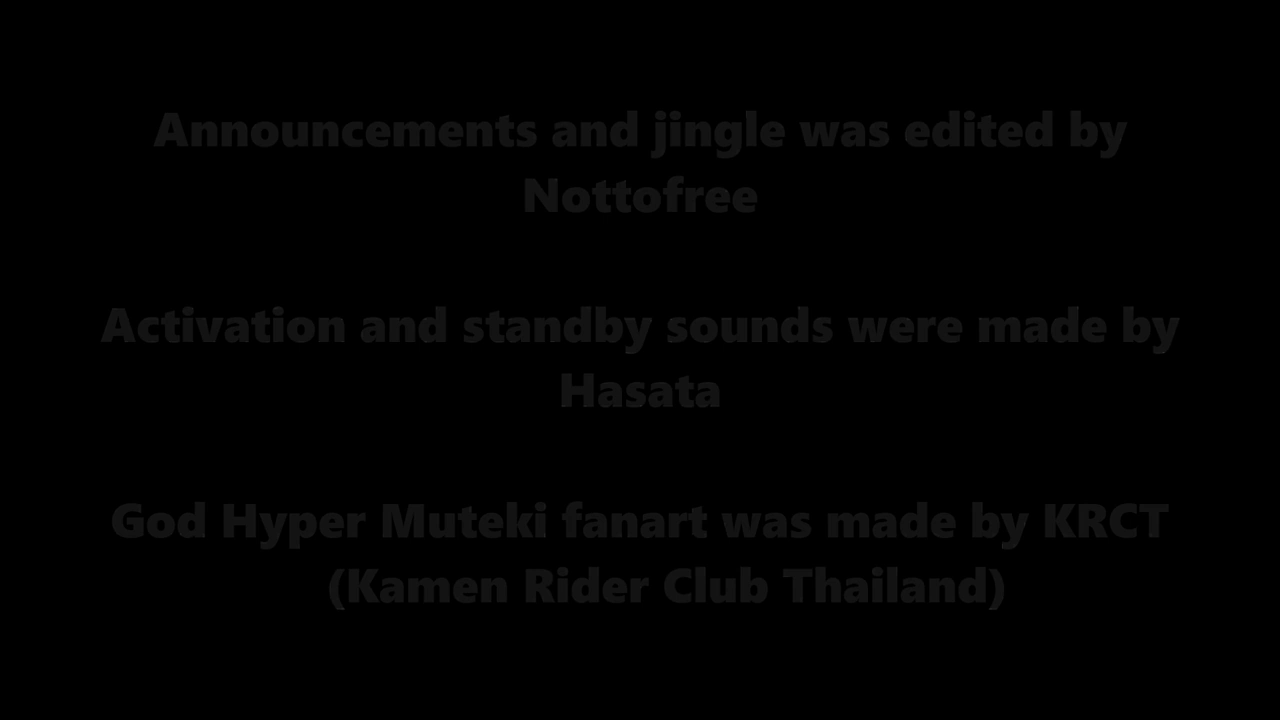 Announcements and jingle was edited by
Nottofree
Activation and standby sounds were made by
Hasata
God Hyper Muteki fanart was made by KRCT
(Kamen Rider Club Thailand)